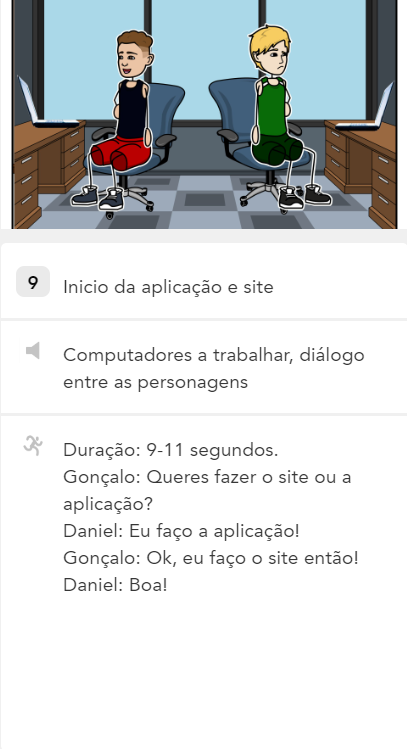 9 Inicio da aplicação e site
Computadores a trabalhar, diálogo
entre as personagens
Duração: 9-11 segundos.
Gonçalo: Queres fazer o site ou a
aplicação?
Daniel: Eu faço a aplicação!
Gonçalo: Ok, eu faço o site então!
Daniel: Boa!